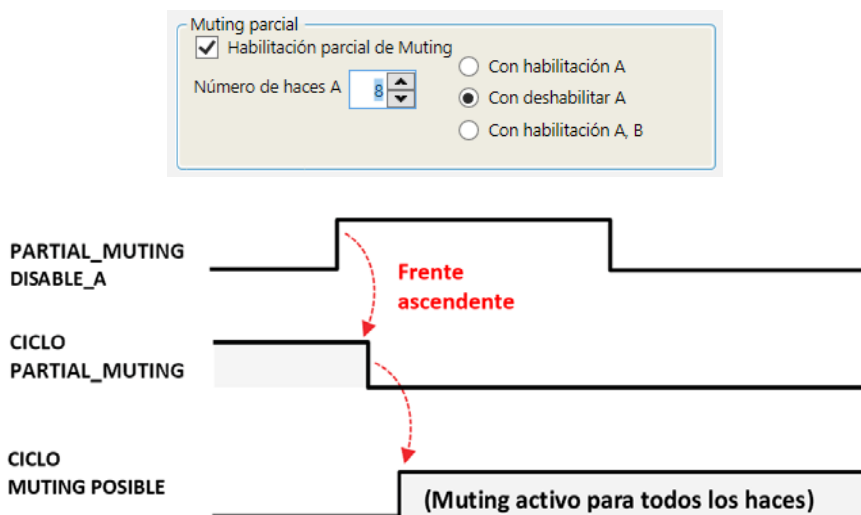 Muting parcial
Habilitación parcial de Muting
Número de haces A 8
Con habilitación A
Con deshabilitar A
Con habilitación A, B
PARTIAL_MUTING
DISABLE_A
Frente
ascendente
CICLO
PARTIAL_MUTING
CICLO
MUTING POSIBLE
(Muting activo para todos los haces)